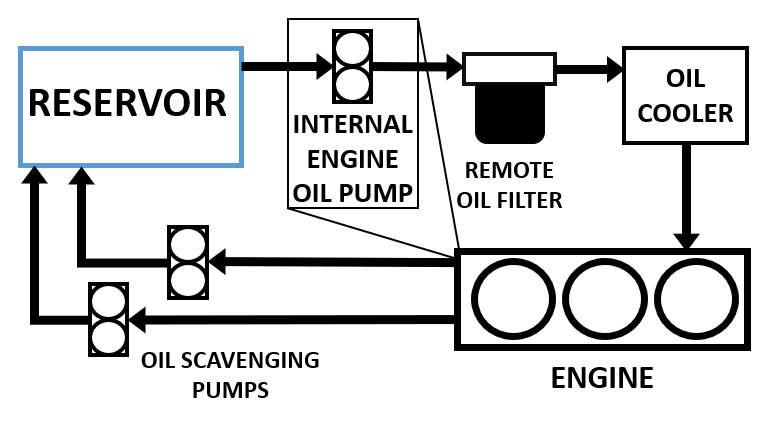 RESERVOIR
INTERNAL
ENGINE
OIL PUMP
REMOTE
OIL FILTER
OIL
COOLER
OIL SCAVENGING
PUMPS
ENGINE